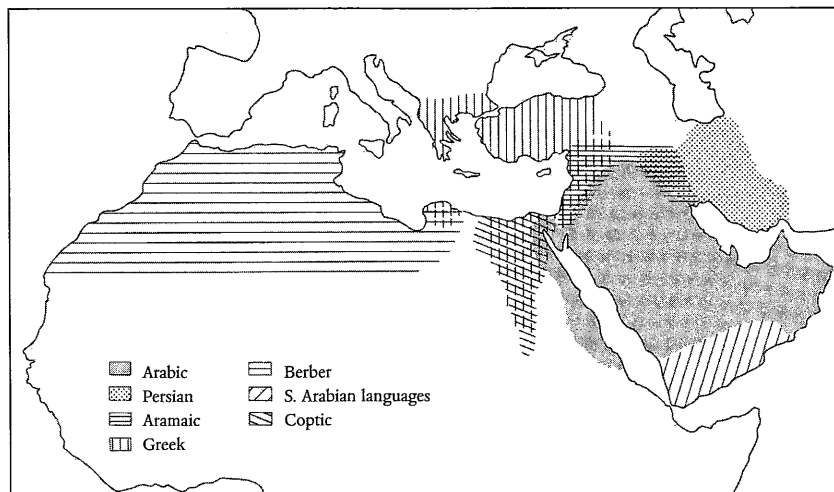 Arabic
Persian
Aramaic
Greek
Berber
S. Arabian languages
Coptic